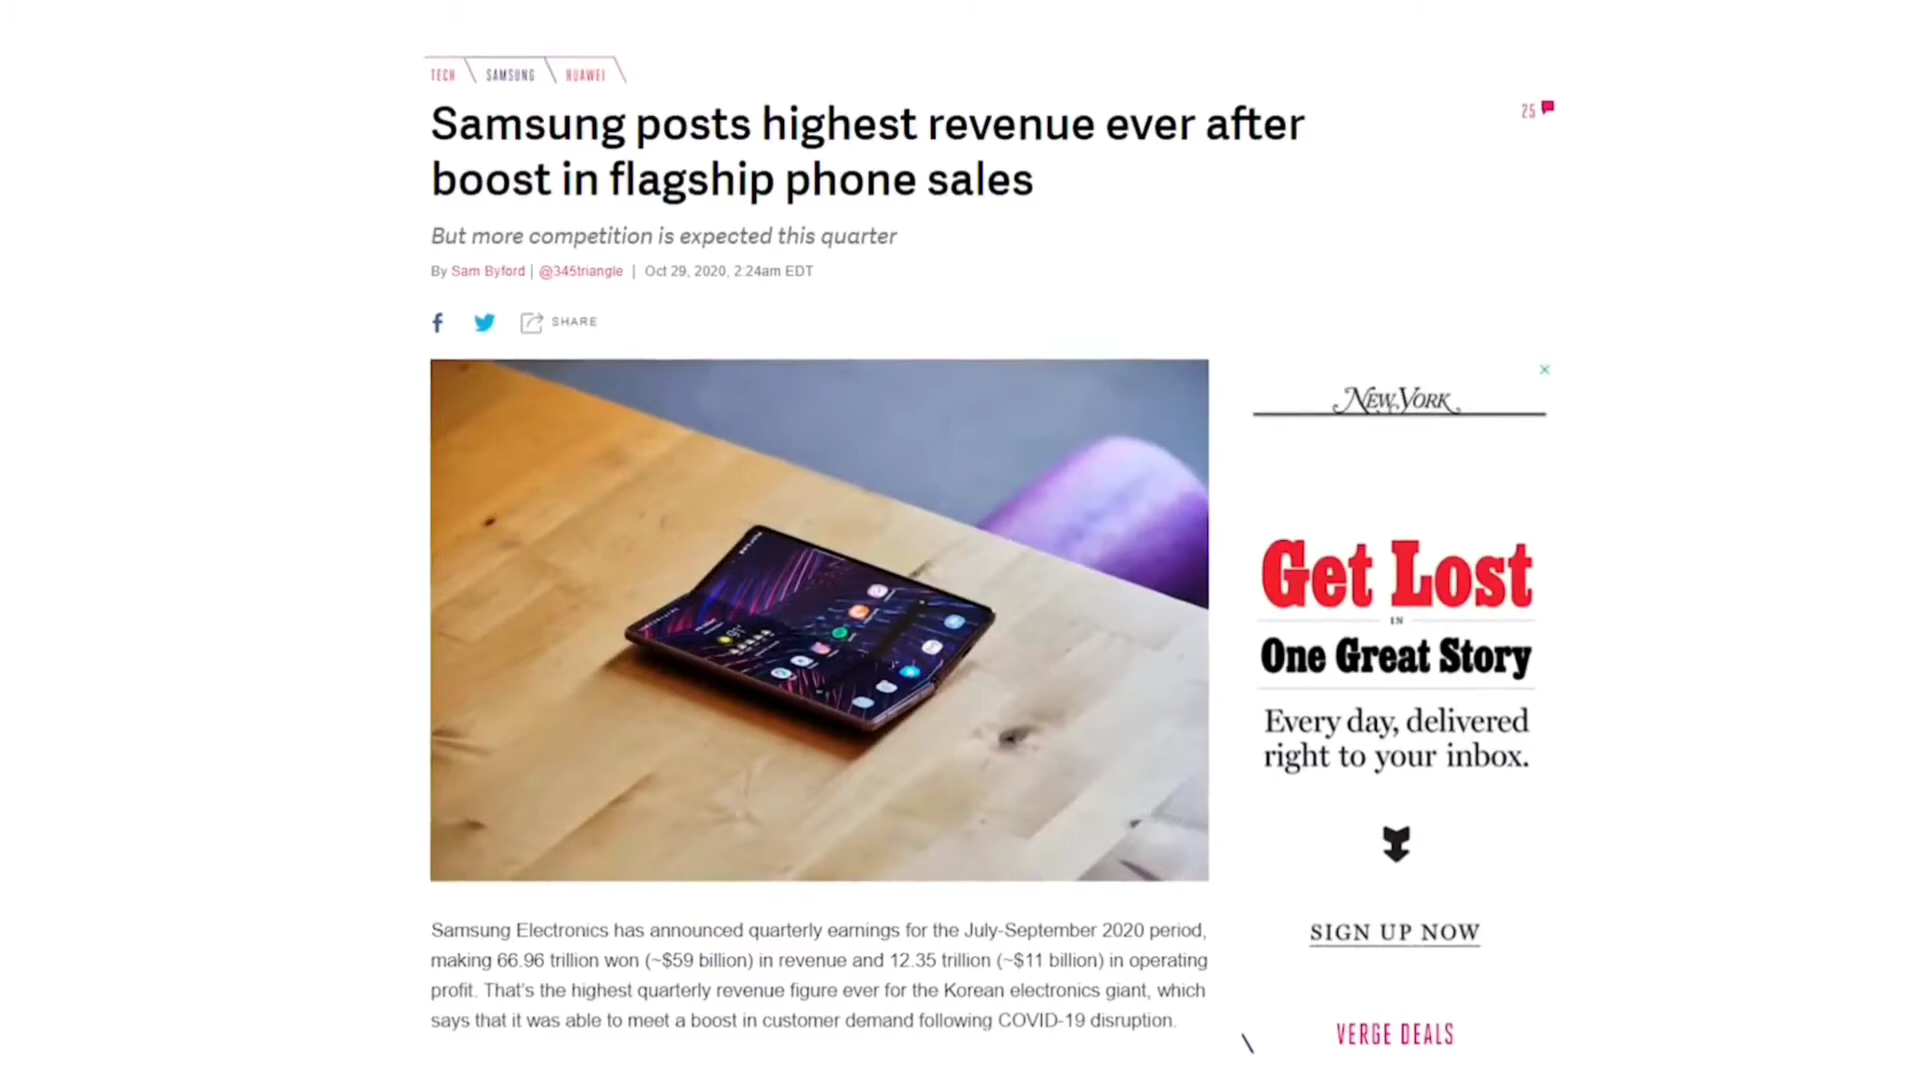 TECH SAMSUNG HUAWEI
Samsung posts highest revenue ever after
boost in flagship phone sales
25
But more competition is expected this quarter
By Sam Byford | @345triangle | Oct 29, 2020, 2:24am EDT
SHARE
NEW YORK
Get Lost
IN
One Great Story
Every day, delivered
right to your inbox.
SIGN UP NOW
Samsung Electronics has announced quarterly earnings for the July-September 2020 period,
making 66.96 trillion won (~$59 billion) in revenue and 12.35 trillion (~$11 billion) in operating
profit. That's the highest quarterly revenue figure ever for the Korean electronics giant, which
says that it was able to meet a boost in customer demand following COVID-19 disruption.
VERGE DEALS